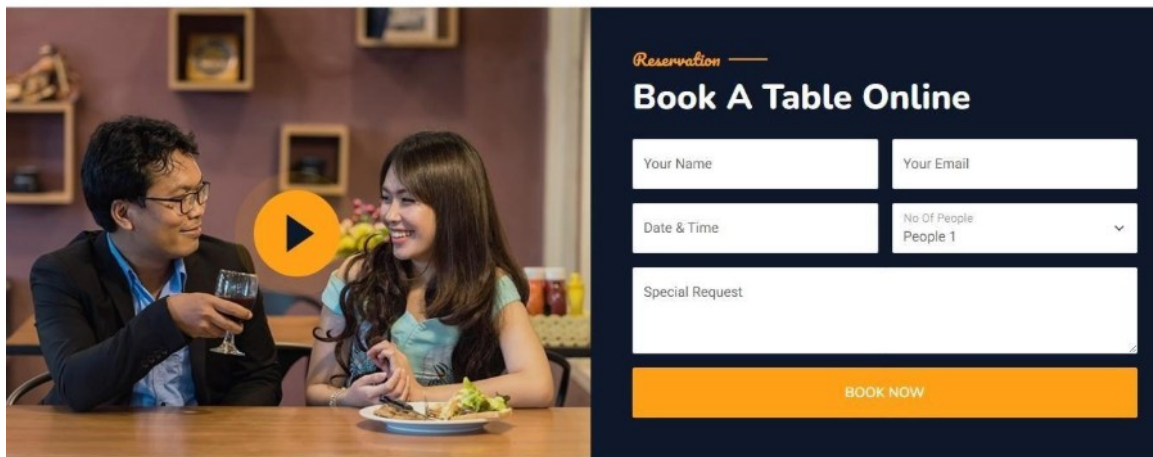 Reservation
Book A Table Online
Your Name
Your Email
Date & Time
No Of People
People 1
Special Request
BOOK NOW